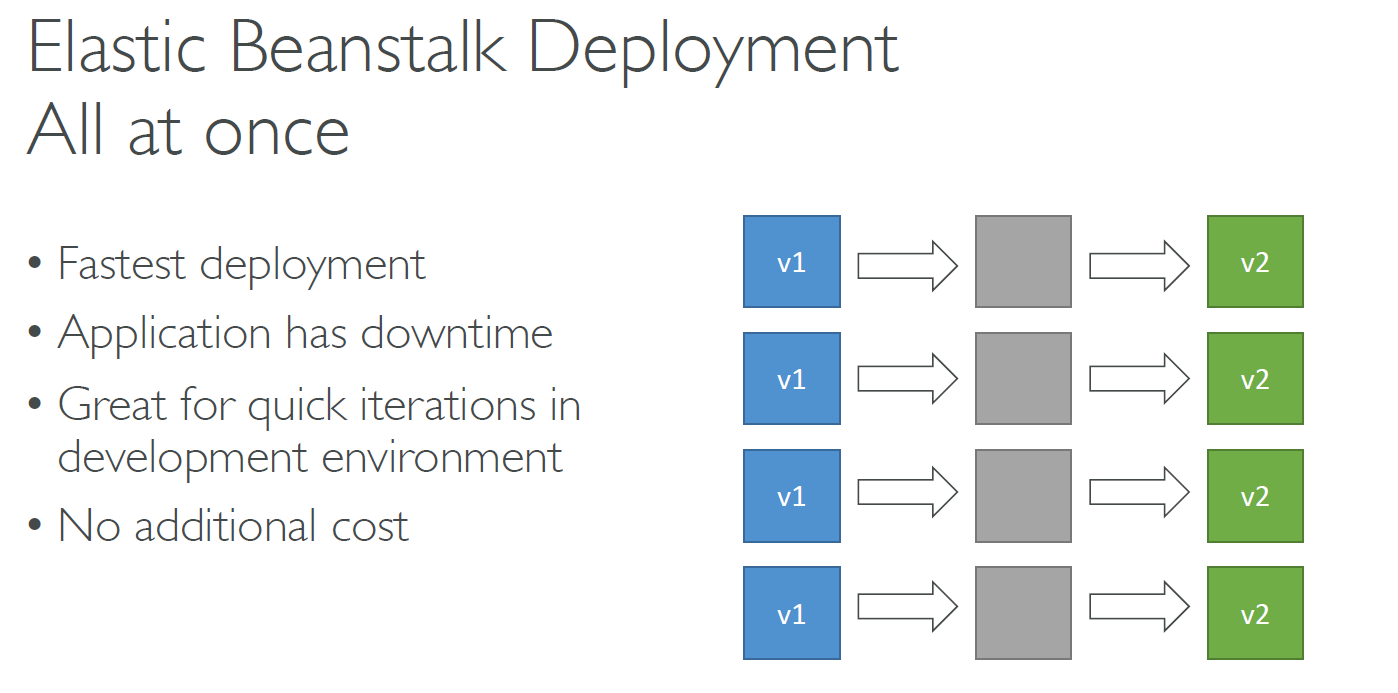 Elastic Beanstalk Deployment
All at once
• Fastest deployment
• Application has downtime
• Great for quick iterations in
development environment
• No additional cost
v1 v2
v1 v2
v1 v2
v1 v2